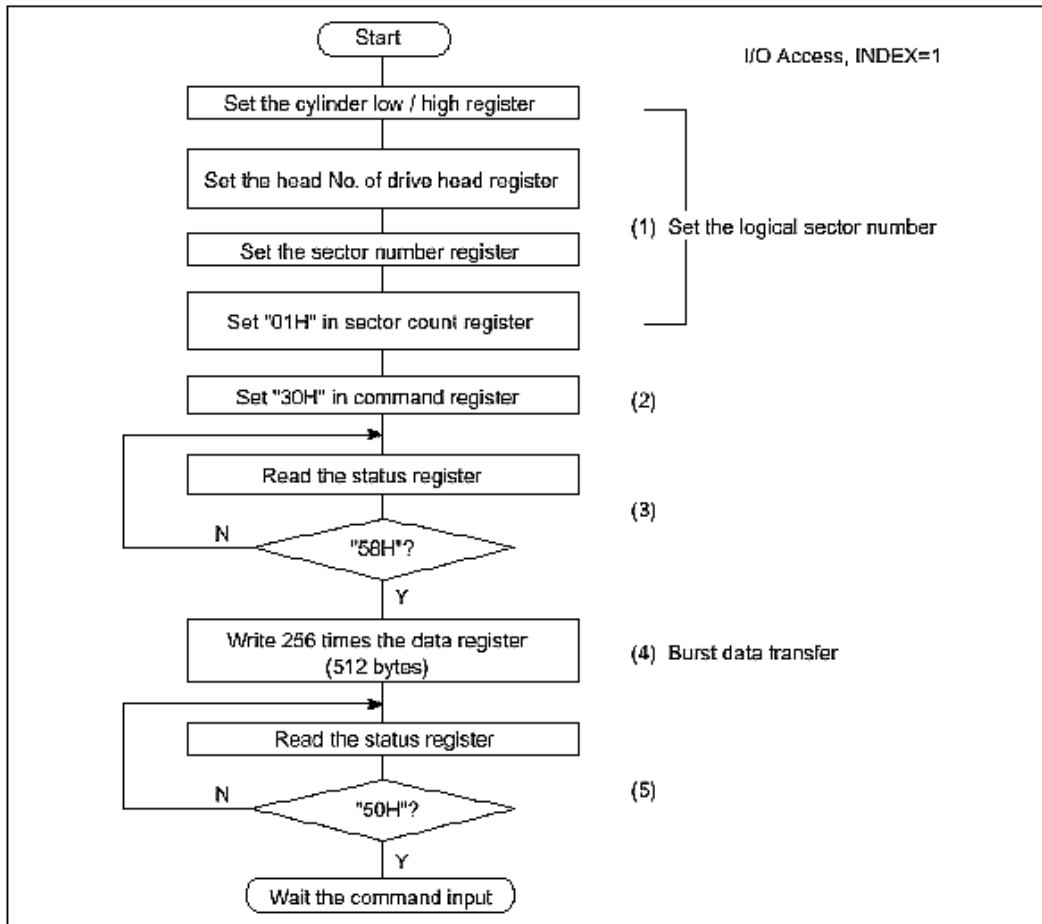 Start
I/O Access, INDEX=1
Set the cylinder low / high register
Set the head No. of drive head register
(1) Set the logical sector number
Set the sector number register
Set "01H" in sector count register
Set "30H" in command register
(2)
Read the status register
(3)
N
"58H"?
Y
Write 256 times the data register
(512 bytes)
(4) Burst data transfer
Read the status register
(5)
N
"50H"?
Y
Wait the command input